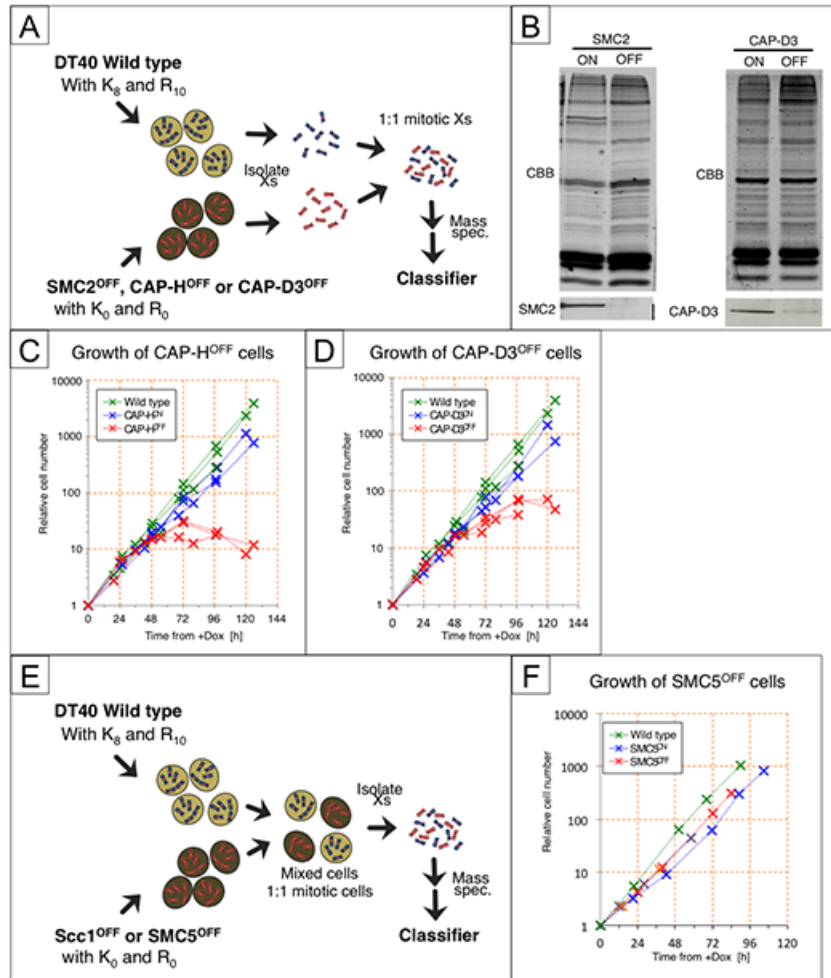 A
DT40 Wild type
With K8 and R10
Isolate
Xs
1:1 mitotic Xs
Mass
spec.
Classifier
SMC2OFF, CAP-HOFF or CAP-D3OFF
with K0 and R0
B
SMC2
ON OFF
CBB
SMC2
CAP-D3
ON OFF
CBB
CAP-D3
C
Growth of CAP-HOFF cells
Relative cell number
10000
1000
100
10
1
Wild type
CAP-HON
CAP-HOFF
0 24 48 72 96 120 144
Time from +Dox [h]
D
Growth of CAP-D3OFF cells
Relative cell number
10000
1000
100
10
1
Wild type
CAP-D3ON
CAP-D3OFF
0 24 48 72 96 120 144
Time from +Dox [h]
E
DT40 Wild type
With K8 and R10
Mixed cells
1:1 mitotic cells
Isolate
Xs
Mass
spec.
Classifier
Scc1OFF or SMC5OFF
with K0 and R0
F
Growth of SMC5OFF cells
Relative cell number
10000
1000
100
10
1
Wild type
SMC5ON
SMC5OFF
0 24 48 72 96 120
Time from +Dox [h]